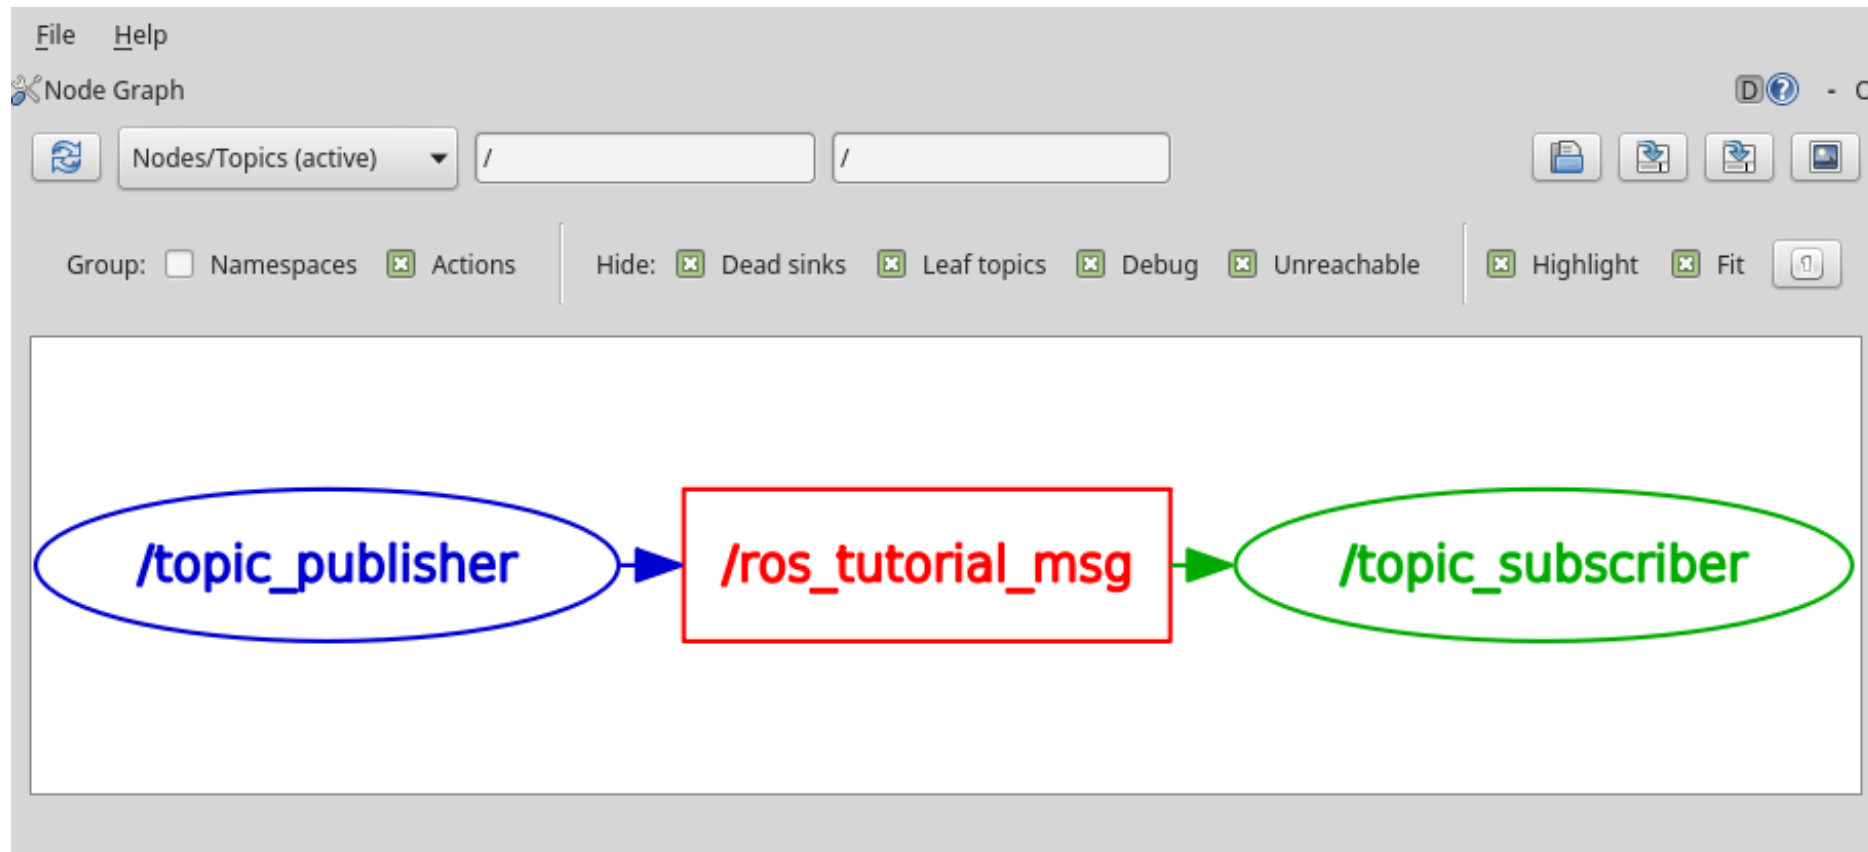 File Help
Node Graph D ? - O
Nodes/Topics (active) / /
Group: Namespaces Actions Hide: Dead sinks Leaf topics Debug Unreachable Highlight Fit
/topic_publisher /ros_tutorial_msg /topic_subscriber